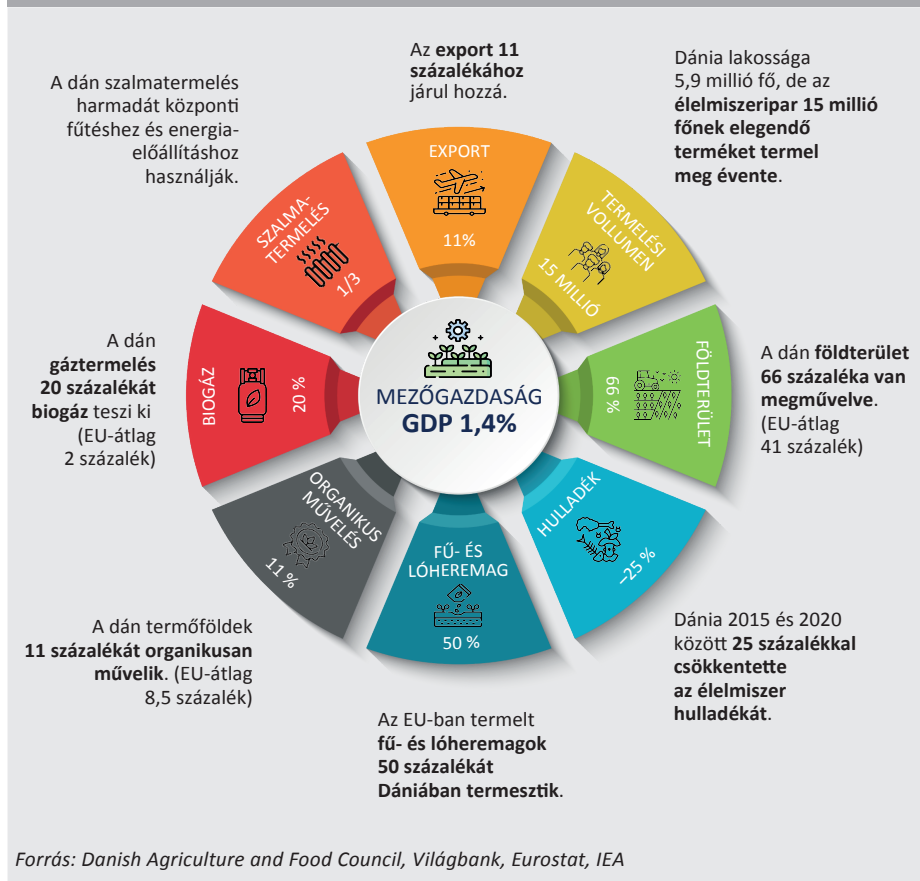 Az export 11
százalékához
járul hozzá.
Dánia lakossága
5,9 millió fő, de az
élelmiszeripar 15 millió
főnek elegendő
terméket termel
meg évente.
A dán szalmatermelés
harmadát központi
fűtéshez és energia-
előállításhoz
használják.
EXPORT
11%
TERMELÉSI
VOLLUMEN
15 MILLIÓ
SZALMA-
TERMELÉS
1/3
A dán
gáztermelés
20 százalékát
biogáz teszi ki
(EU-átlag
2 százalék)
BIOGÁZ
20 %
MEZŐGAZDASÁG
GDP 1,4%
66 %
FÖLDTERÜLET
A dán földterület
66 százaléka van
megművelve.
(EU-átlag
41 százalék)
ORGANIKUS
MŰVELÉS
11 %
FŰ- ÉS
LÓHEREMAG
50 %
HULLADÉK
–25 %
A dán termőföldek
11 százalékát organikusan
művelik. (EU-átlag
8,5 százalék)
Dánia 2015 és 2020
között 25 százalékkal
csökkentette
az élelmiszer
hulladékát.
Az EU-ban termelt
fű- és lóheremagok
50 százalékát
Dániában termesztik.
Forrás: Danish Agriculture and Food Council, Világbank, Eurostat, IEA